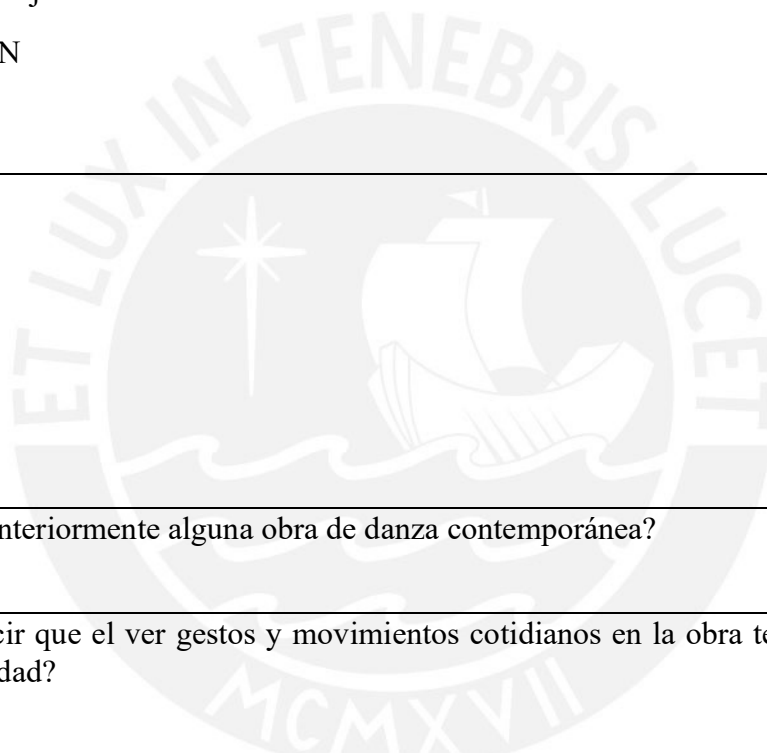 N
ET LUX IN TENEBRIS LUCET
nteriormente alguna obra de danza contemporánea?
cir que el ver gestos y movimientos cotidianos en la obra te
dad?
MCMXVII